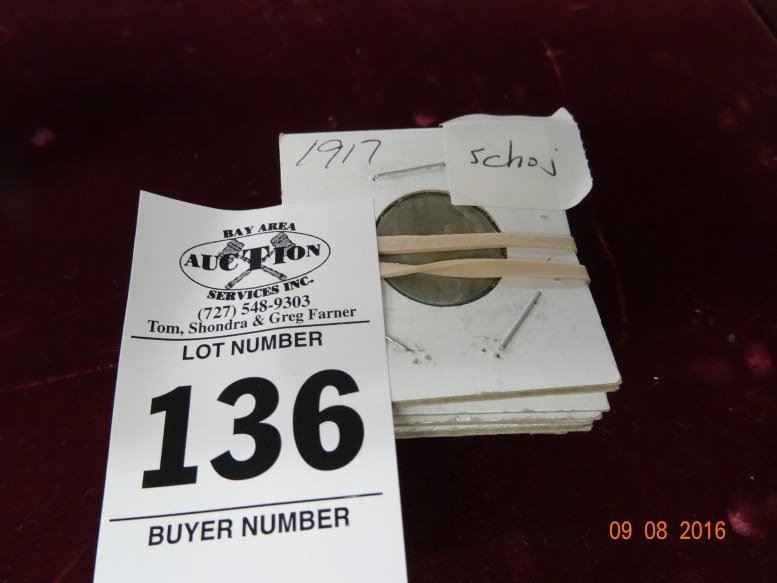 1917
schoj
BAY AREA
AUCTION
SERVICES INC-
(727) 548-9303
Tom, Shondra & Greg Farner
LOT NUMBER
136
BUYER NUMBER
09 08 2016